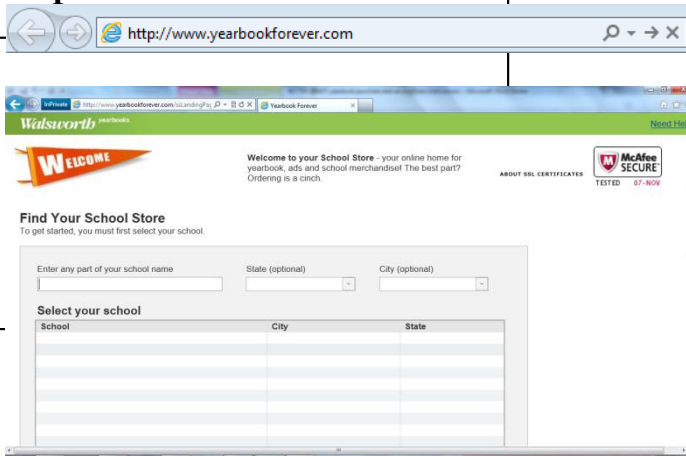 http://www.yearbookforever.com
InPrivate
Yearbook Forever
Walsworth yearbooks
Need Hel
WELCOME
Welcome to your School Store - your online home for
yearbook, ads and school merchandise! The best part?
Ordering is a cinch.
ABOUT SSL CERTIFICATES
McAfee
SECURE
TESTED 07-NOV
Find Your School Store
To get started, you must first select your school.
Enter any part of your school name State (optional) City (optional)
Select your school
School City State